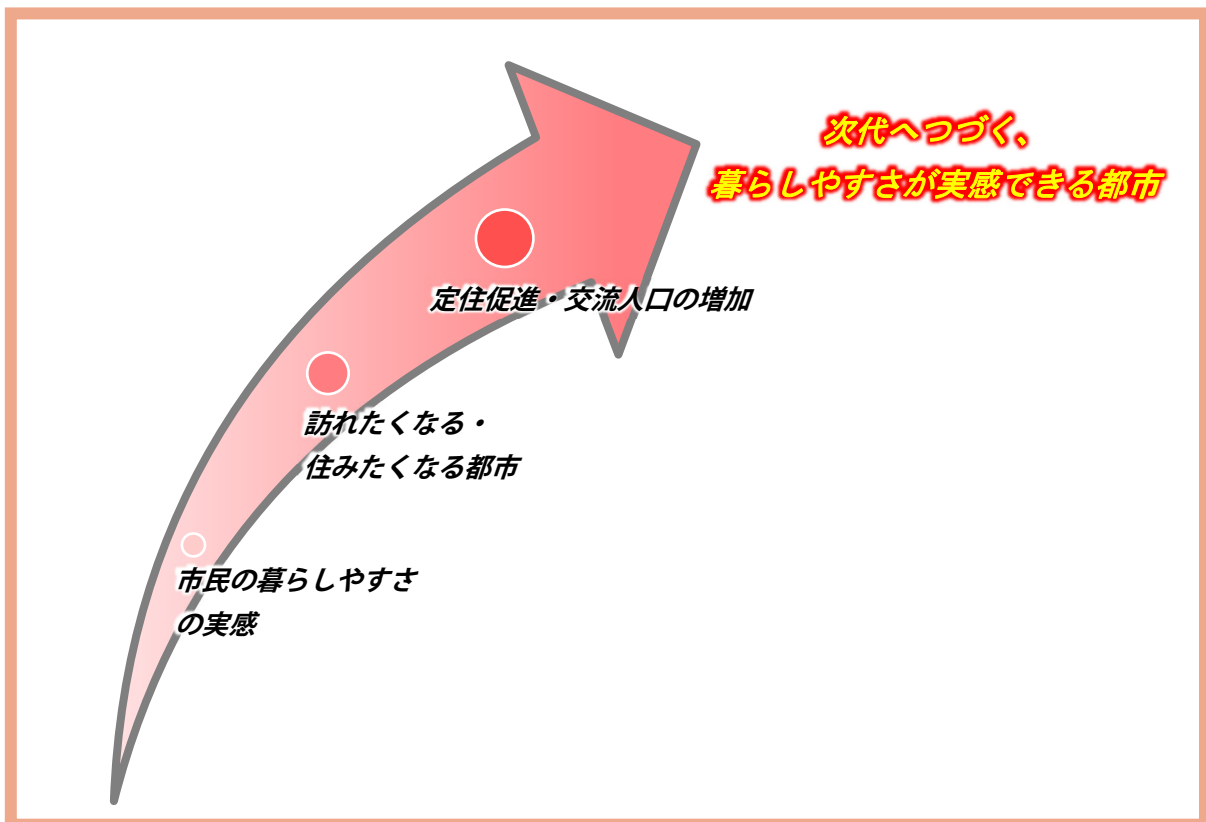 次代へつづく、
暮らしやすさが実感できる都市
定住促進・交流人口の増加
訪れたくなる・
住みたくなる都市
市民の暮らしやすさ
の実感